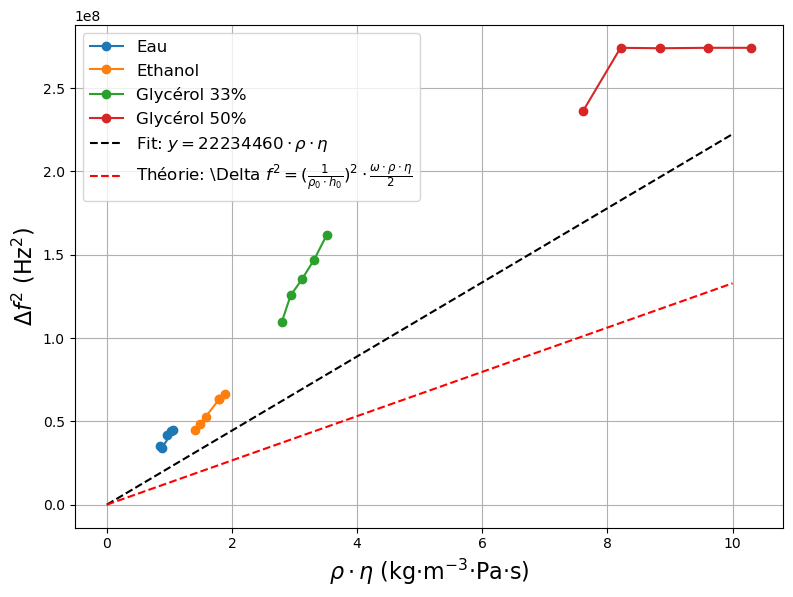 1e8
Eau
Ethanol
Glycérol 33%
Glycérol 50%
Fit: y = 22234460 · ρ · η
Théorie: \Delta f² = (1/(ρ₀ · h₀))² · (ω · ρ · η)/2
2.5
2.0
1.5
1.0
0.5
0.0
Δf² (Hz²)
0 2 4 6 8 10
ρ · η (kg·m⁻³·Pa·s)